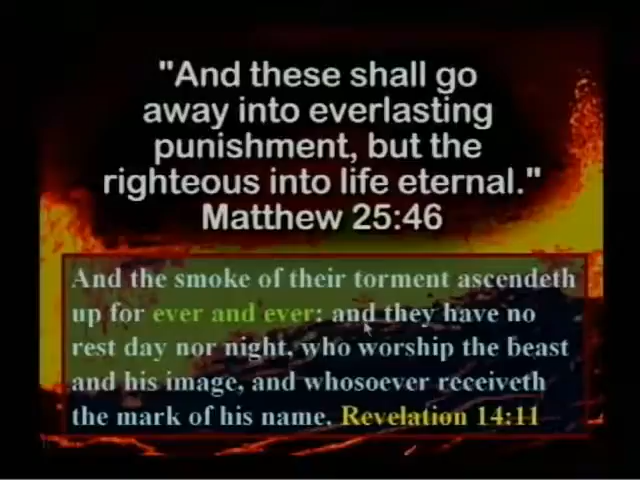 "And these shall go
away into everlasting
punishment, but the
righteous into life eternal."
Matthew 25:46
And the smoke of their torment ascendeth
up for ever and ever: and they have no
rest day nor night, who worship the beast
and his image, and whosoever receiveth
the mark of his name. Revelation 14:11